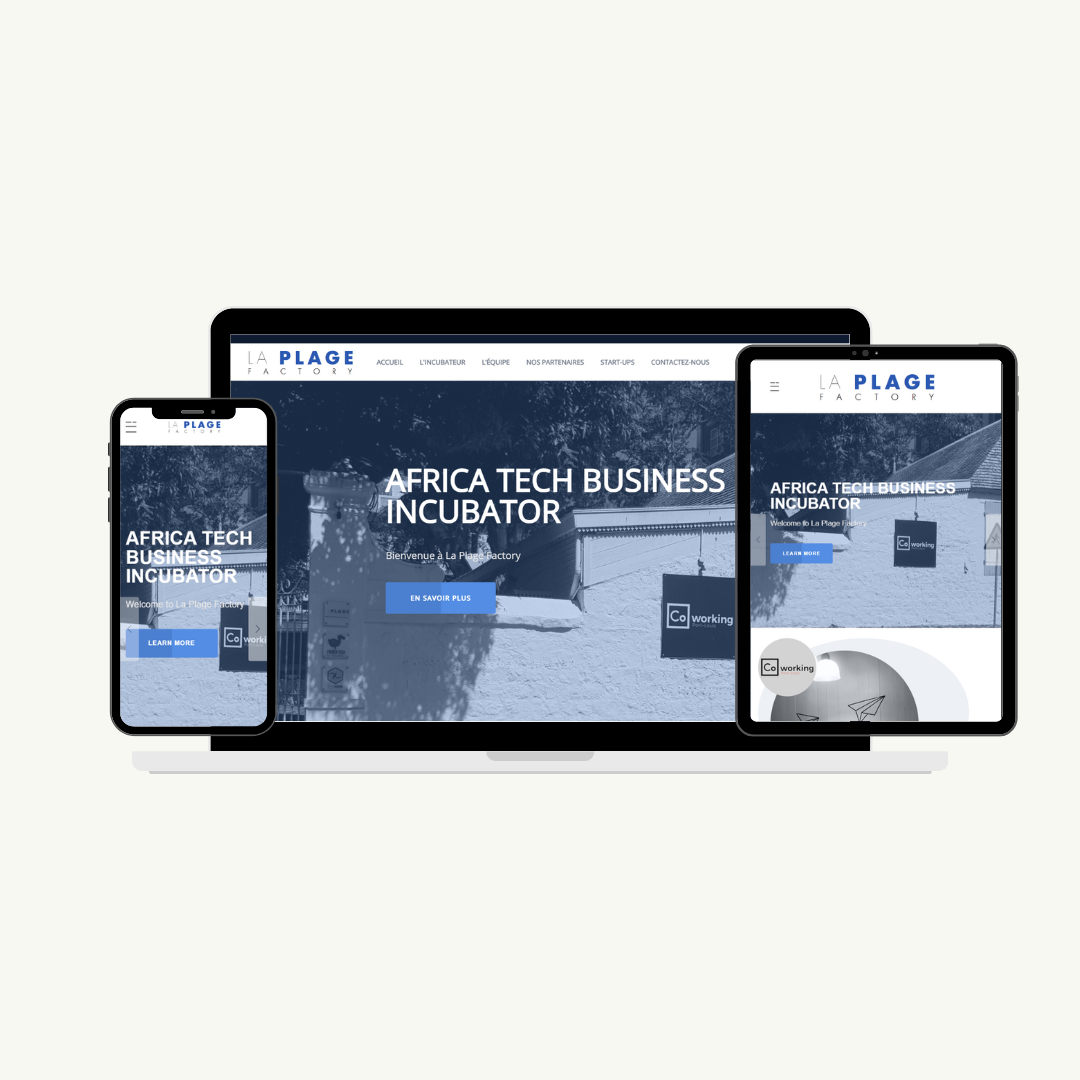 LA PLAGE
FACTORY
ACCUEIL L'INCUBATEUR L'ÉQUIPE NOS PARTENAIRES START-UPS CONTACTEZ-NOUS
AFRICA TECH BUSINESS
INCUBATOR
Bienvenue à La Plage Factory
EN SAVOIR PLUS
Co working
LA PLAGE
FACTORY
AFRICA TECH
BUSINESS
INCUBATOR
Welcome to La Plage Factory
LEARN MORE
Co worki
LA PLAGE
FACTORY
AFRICA TECH BUSINESS
INCUBATOR
Welcome to La Plage Factory
LEARN MORE
Co working
Co working